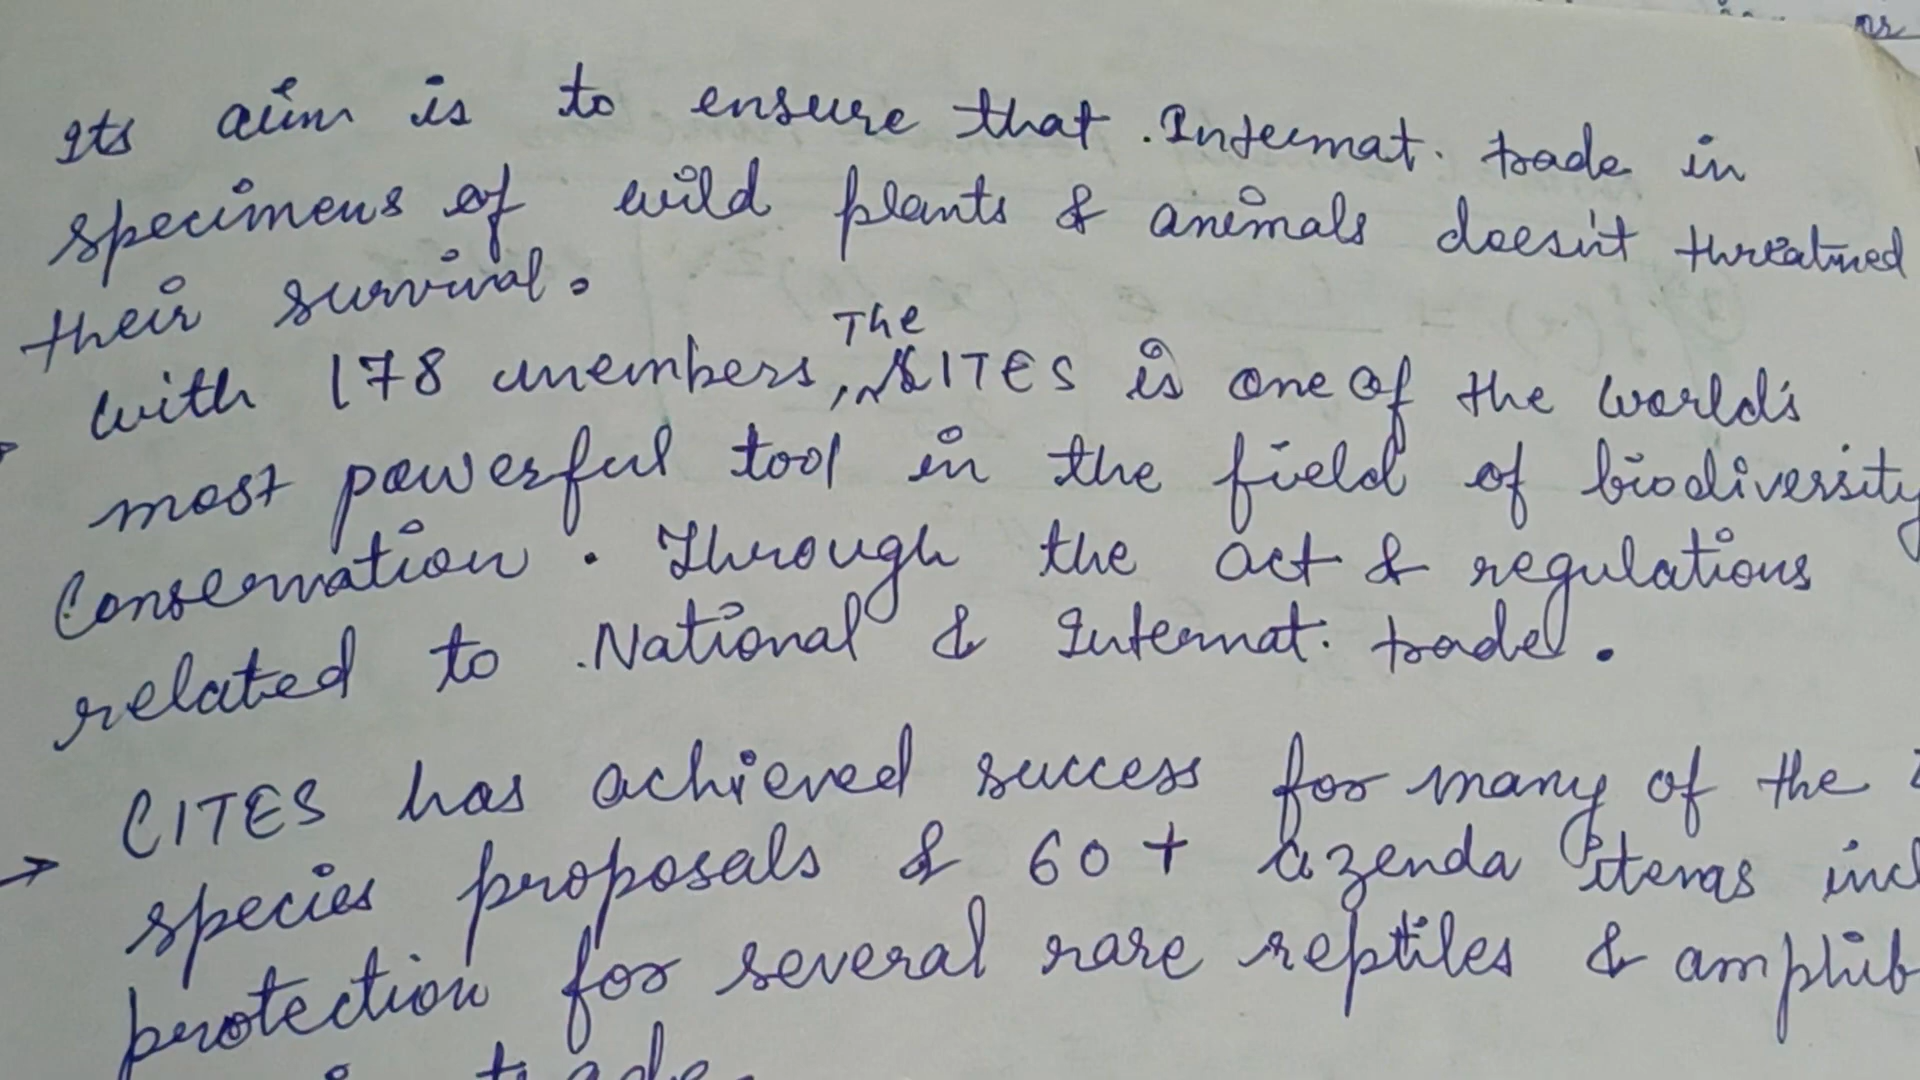 Its aim is to ensure that Internat. trade in
specimens of wild plants & animals doesn't threatned
their survival.
with 178 members, The CITES is one of the world's
most powerful tool in the field of biodiversity
Conservation. Through the act & regulations
related to National & Internat. trade.
→ CITES has achieved success for many of the
species proposals & 60+ azenda items incl
protection for several rare reptiles & amphib
trade.